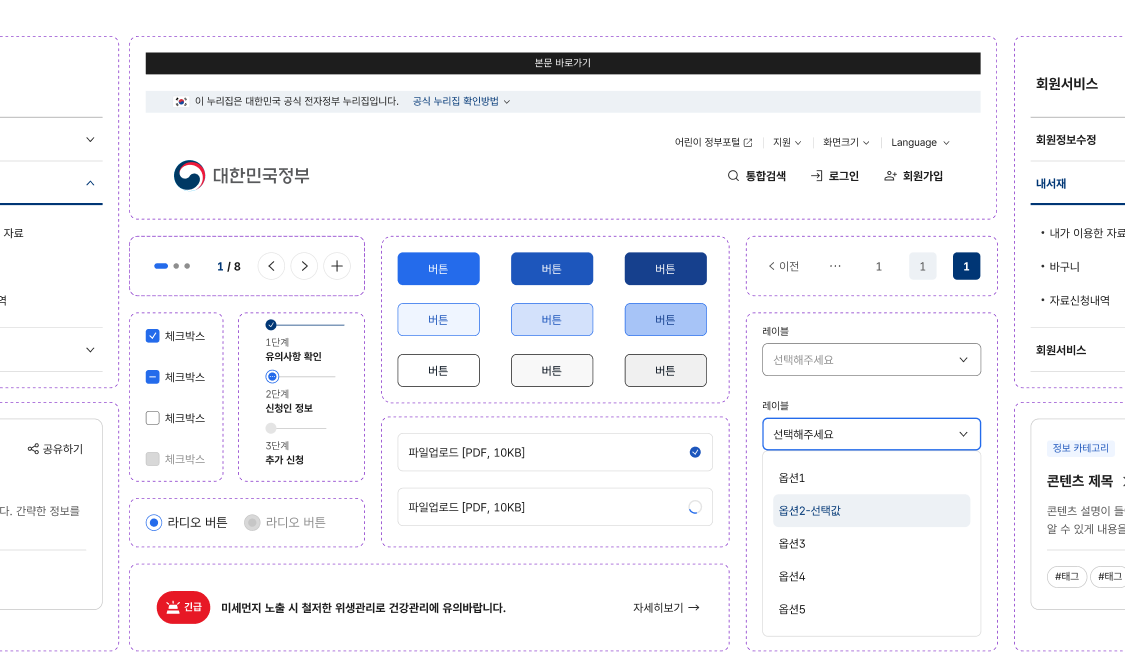 본문 바로가기
이 누리집은 대한민국 공식 전자정부 누리집입니다. 공식 누리집 확인방법
어린이 정부포털 지원 화면크기 Language
대한민국정부
통합검색 로그인 회원가입
자료
역
공유하기
다. 간략한 정보를
1 / 8
체크박스
체크박스
체크박스
체크박스
1단계
유의사항 확인
2단계
신청인 정보
3단계
추가 신청
라디오 버튼 라디오 버튼
버튼 버튼 버튼
버튼 버튼 버튼
버튼 버튼 버튼
파일업로드 [PDF, 10KB]
파일업로드 [PDF, 10KB]
긴급 미세먼지 노출 시 철저한 위생관리로 건강관리에 유의바랍니다. 자세히보기
이전 ··· 1 1 1
레이블
선택해주세요
레이블
선택해주세요
옵션1
옵션2-선택값
옵션3
옵션4
옵션5
회원서비스
회원정보수정
내서재
• 내가 이용한 자료
• 바구니
• 자료신청내역
회원서비스
정보 카테고리
콘텐츠 제목
콘텐츠 설명이 들
알 수 있게 내용을
#태그 #태그